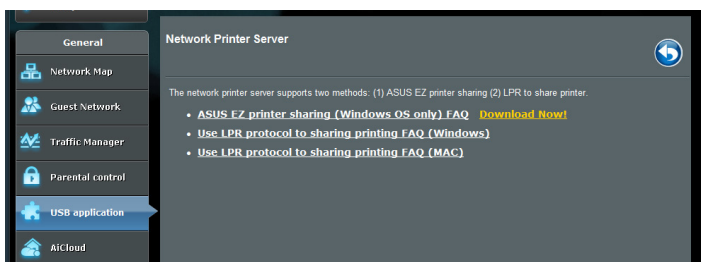 General
Network Map
Guest Network
Traffic Manager
Parental control
USB application
AiCloud
Network Printer Server
The network printer server supports two methods: (1) ASUS EZ printer sharing (2) LPR to share printer.
ASUS EZ printer sharing (Windows OS only) FAQ Download Now!
Use LPR protocol to sharing printing FAQ (Windows)
Use LPR protocol to sharing printing FAQ (MAC)